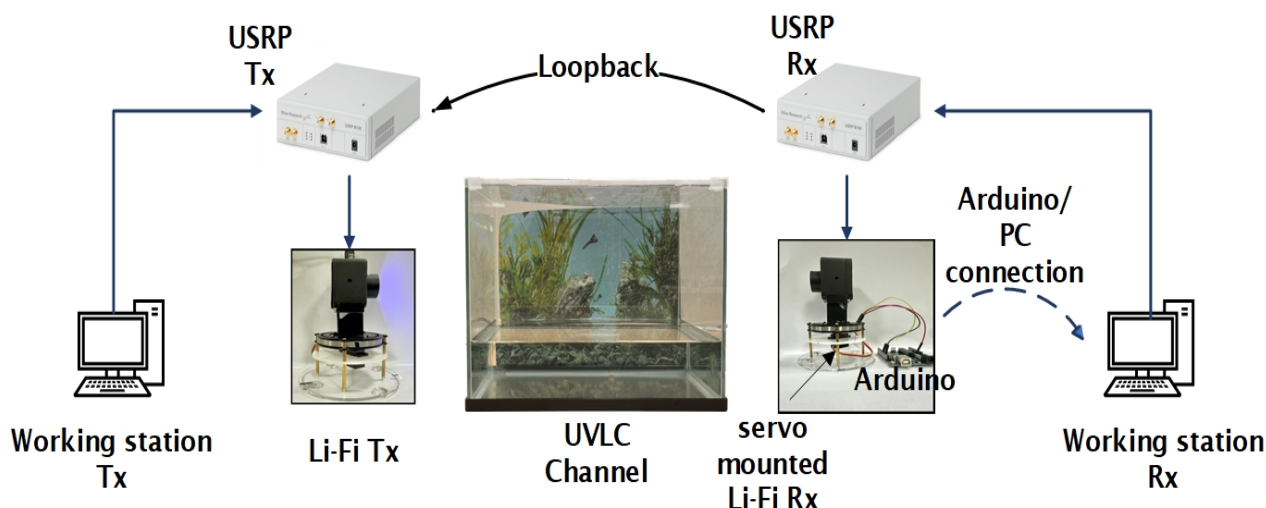 USRP
Tx
Loopback
USRP
Rx
Arduino/
PC
connection
Arduino
Working station
Tx
Li-Fi Tx
UVLC
Channel
servo
mounted
Li-Fi Rx
Working station
Rx